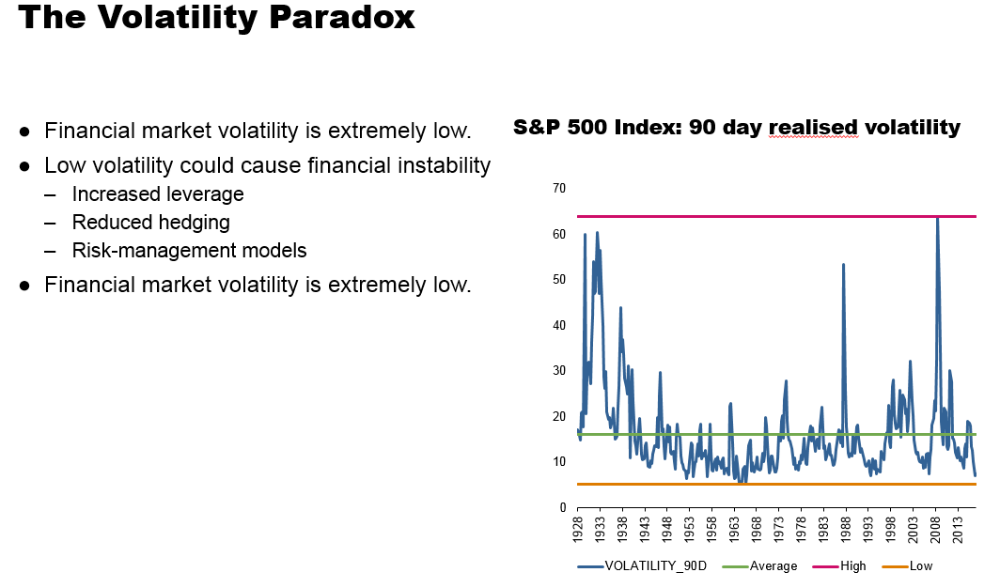 The Volatility Paradox
● Financial market volatility is extremely low.
● Low volatility could cause financial instability
– Increased leverage
– Reduced hedging
– Risk-management models
● Financial market volatility is extremely low.
S&P 500 Index: 90 day realised volatility
70
60
50
40
30
20
10
0
1928 1933 1938 1943 1948 1953 1958 1963 1968 1973 1978 1983 1988 1993 1998 2003 2008 2013
VOLATILITY_90D Average High Low